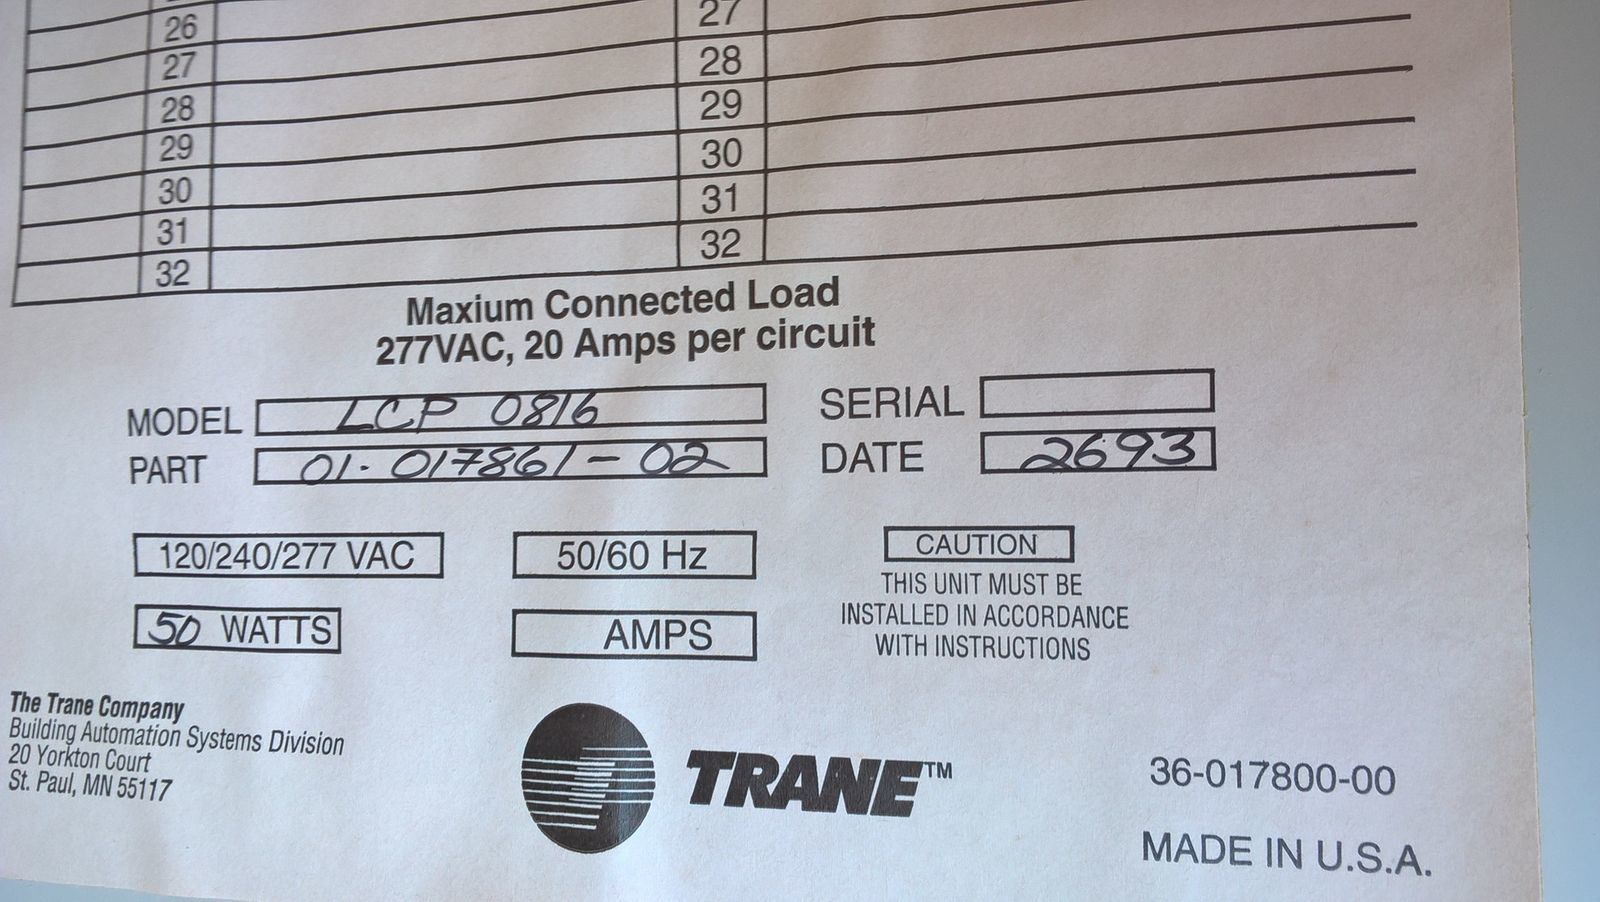 26 27
27 28
28 29
29 30
30 31
31 32
32
Maxium Connected Load
277VAC, 20 Amps per circuit
MODEL LCP 0816 SERIAL
PART 01-017861-02 DATE 2693
120/240/277 VAC 50/60 Hz CAUTION
THIS UNIT MUST BE
INSTALLED IN ACCORDANCE
WITH INSTRUCTIONS
50 WATTS AMPS
The Trane Company
Building Automation Systems Division
20 Yorkton Court
St. Paul, MN 55117
TRANE™
36-017800-00
MADE IN U.S.A.